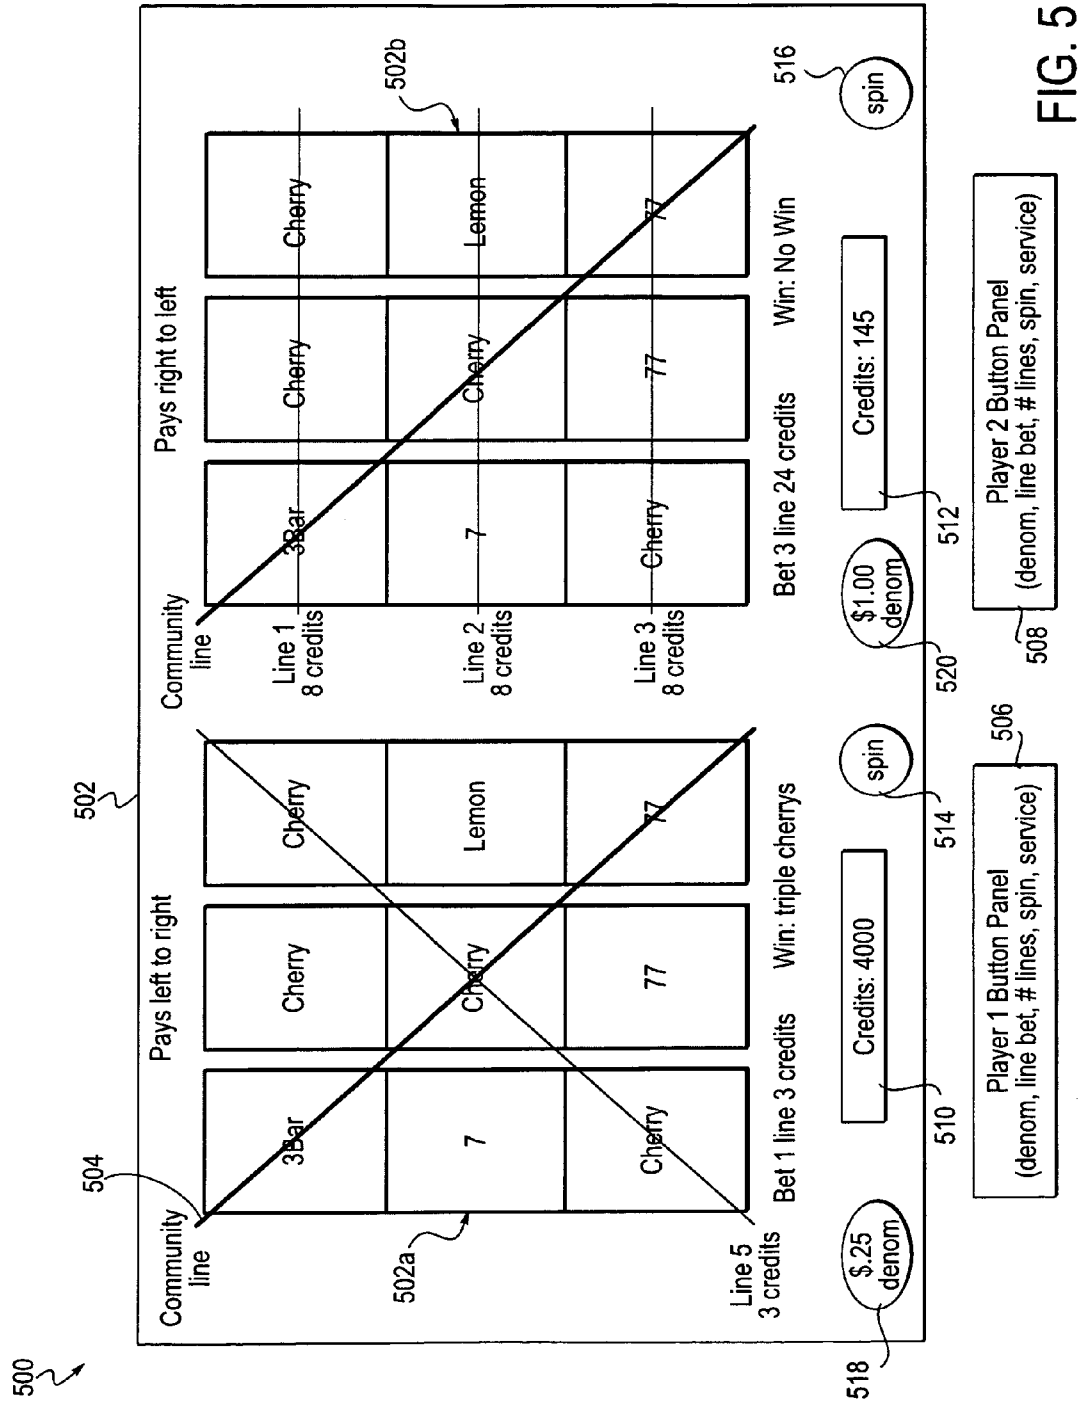 500
502
Pays left to right
Pays right to left
504
Community
line
Community
line
502b
3Bar
Cherry
Cherry
3Bar
Cherry
Cherry
Line 1
8 credits
502a
7
Cherry
Lemon
7
Cherry
Lemon
Line 2
8 credits
Cherry
77
77
Cherry
77
77
Line 3
8 credits
Line 5
3 credits
Bet 1 line 3 credits
Win: triple cherrys
Bet 3 line 24 credits
Win: No Win
516
$.25
denom
Credits: 4000
spin
$1.00
denom
Credits: 145
spin
518
510
514
520
512
506
508
Player 1 Button Panel
(denom, line bet, # lines, spin, service)
Player 2 Button Panel
(denom, line bet, # lines, spin, service)
FIG. 5